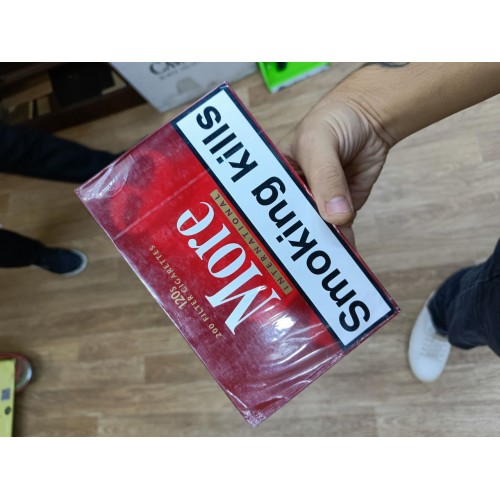 Smoking kills
More
INTERNATIONAL
120s
200 FILTER CIGARETTES